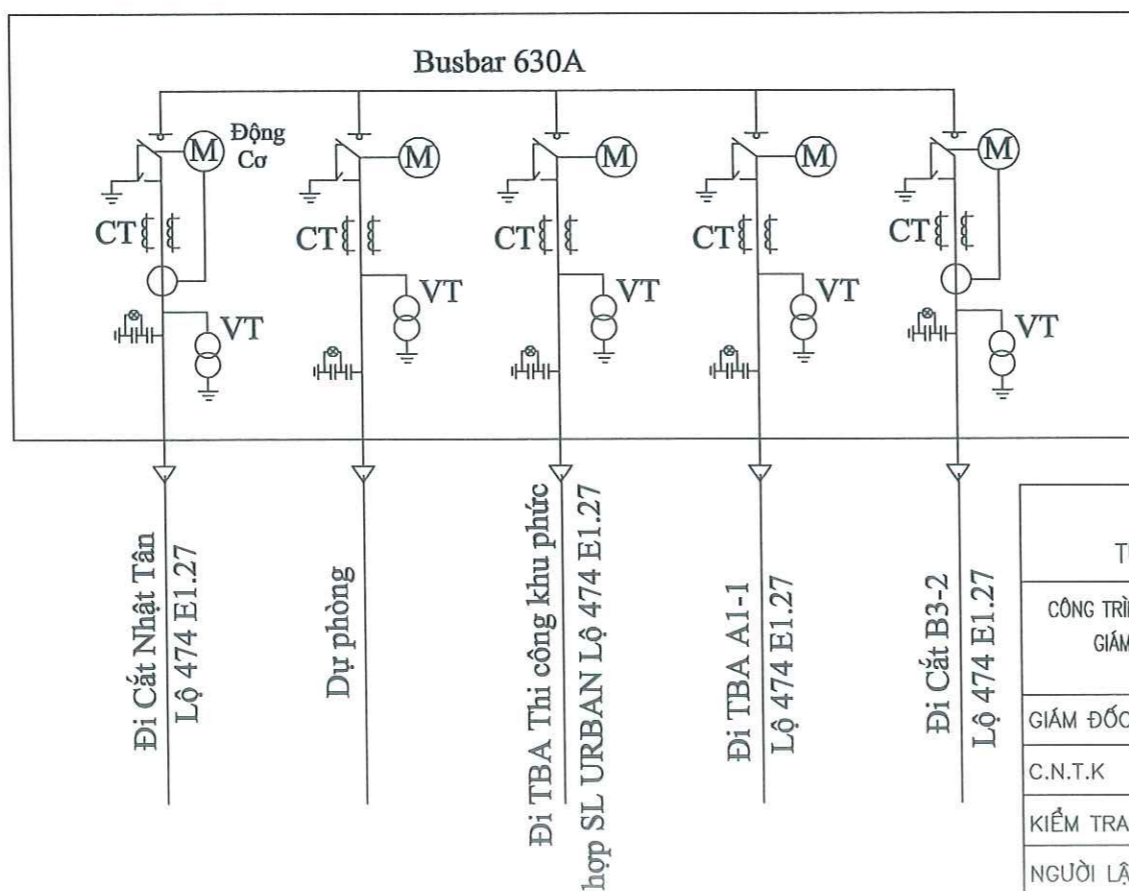 Busbar 630A
M
Động
Cơ
M
M
M
M
CT
CT
CT
CT
CT
VT
VT
VT
VT
VT
Đi Cắt Nhật Tân
Lộ 474 E1.27
Dự phòng
Đi TBA Thi công khu phức
hợp SL URBAN Lộ 474 E1.27
Đi TBA A1-1
Lộ 474 E1.27
Đi Cắt B3-2
Lộ 474 E1.27
CÔNG TRÌ
GIÁM
GIÁM ĐỐC
C.N.T.K
KIỂM TRA
NGƯỜI LẬ